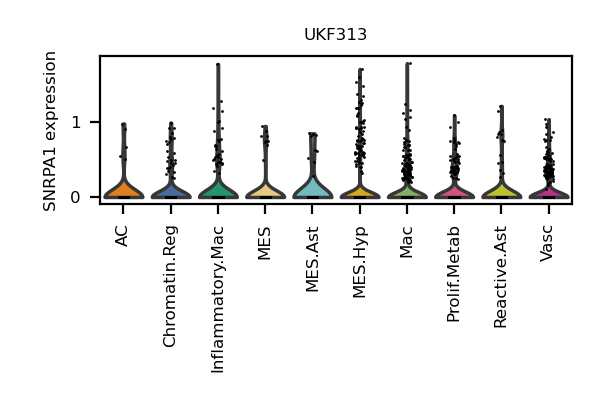 UKF313
SNRPA1 expression
1
0
AC
Chromatin.Reg
Inflammatory.Mac
MES
MES.Ast
MES.Hyp
Mac
Prolif.Metab
Reactive.Ast
Vasc